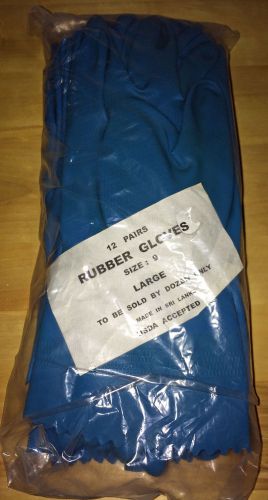 12 PAIRS
RUBBER GLOVES
SIZE : 9
LARGE
TO BE SOLD BY DOZEN ONLY
MADE IN SRI LANKA
USDA ACCEPTED